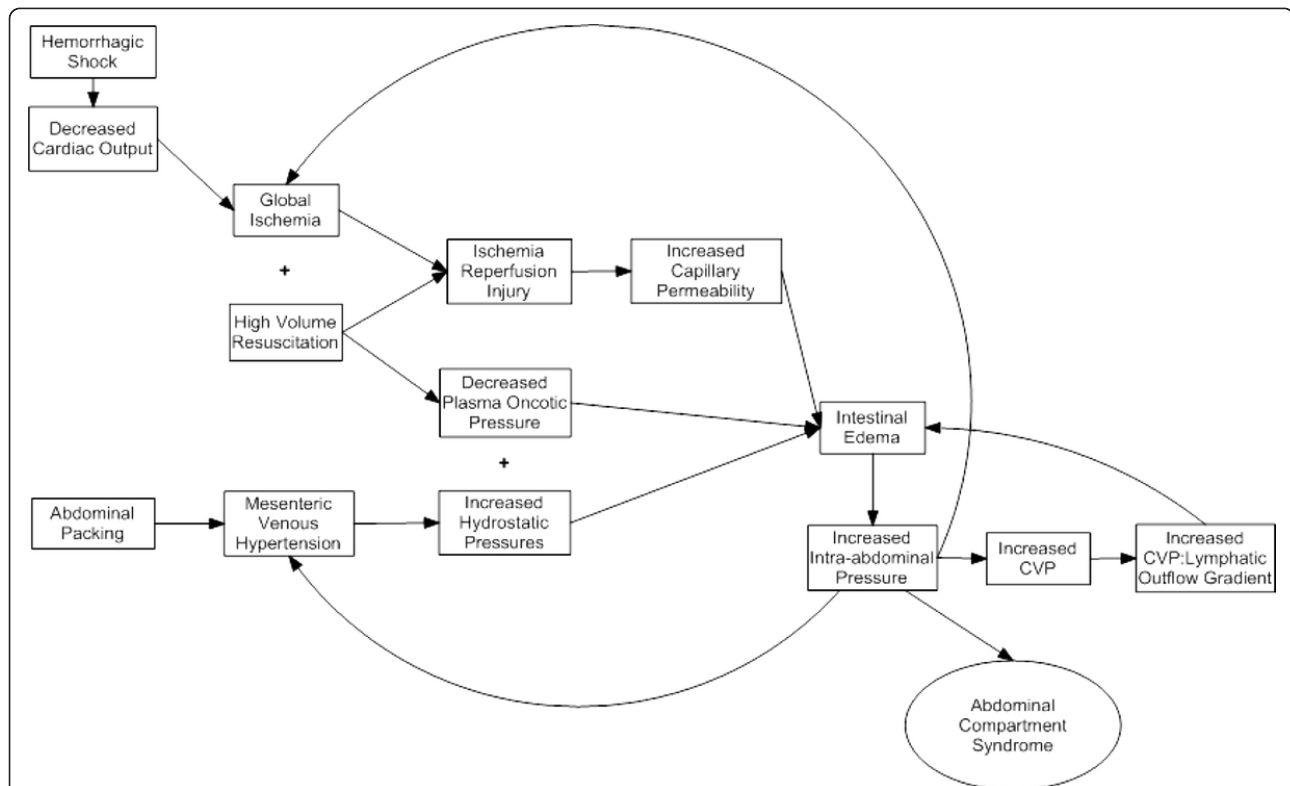 Hemorrhagic
Shock
Decreased
Cardiac Output
Global
Ischemia
+
High Volume
Resuscitation
Ischemia
Reperfusion
Injury
Increased
Capillary
Permeability
Decreased
Plasma Oncotic
Pressure
+
Intestinal
Edema
Abdominal
Packing
Mesenteric
Venous
Hypertension
Increased
Hydrostatic
Pressures
Increased
Intra-abdominal
Pressure
Increased
CVP
Increased
CVP:Lymphatic
Outflow Gradient
Abdominal
Compartment
Syndrome